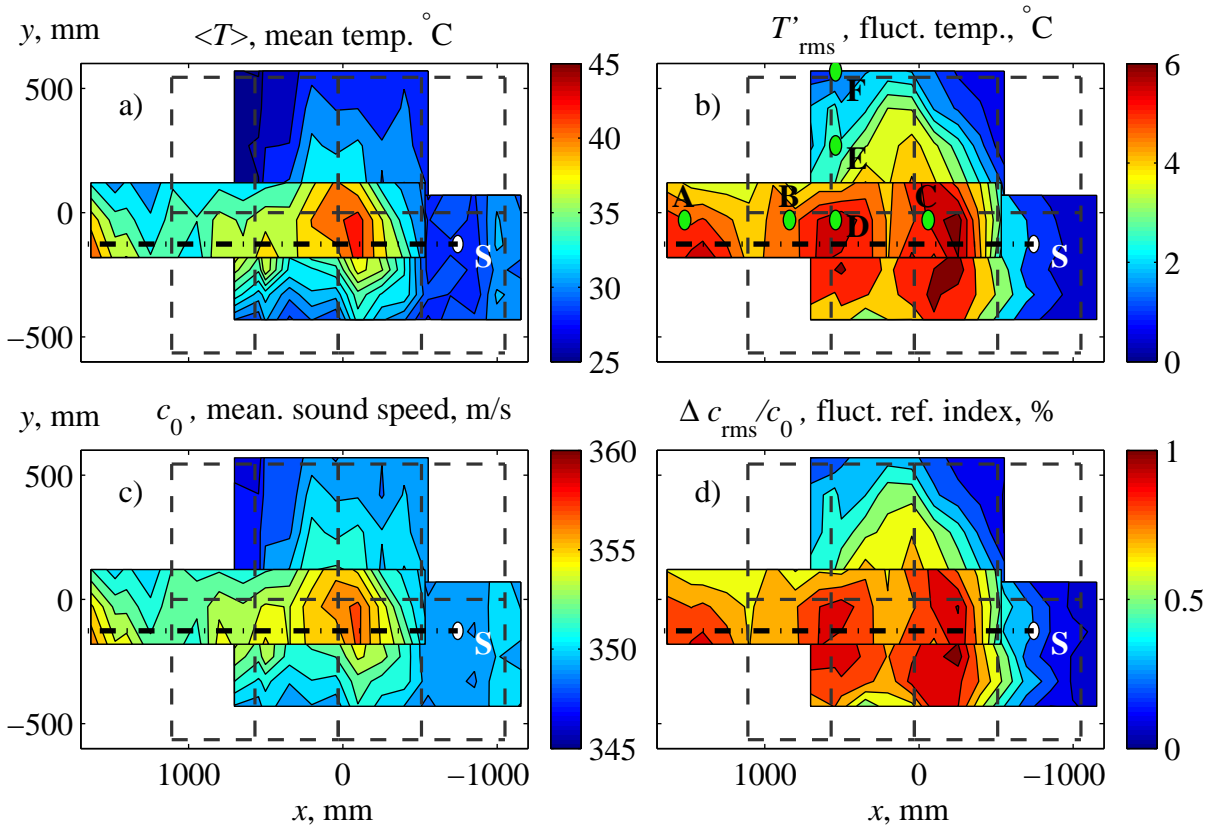 y, mm
<T>, mean temp. °C
T'rms , fluct. temp., °C
500
0
−500
a)
S
45
40
35
30
25
b)
F
E
A
B
C
D
S
6
4
2
0
y, mm
c0 , mean. sound speed, m/s
Δ crms/c0 , fluct. ref. index, %
500
0
−500
c)
S
360
355
350
345
d)
S
1
0.5
0
1000 0 −1000
1000 0 −1000
x, mm
x, mm